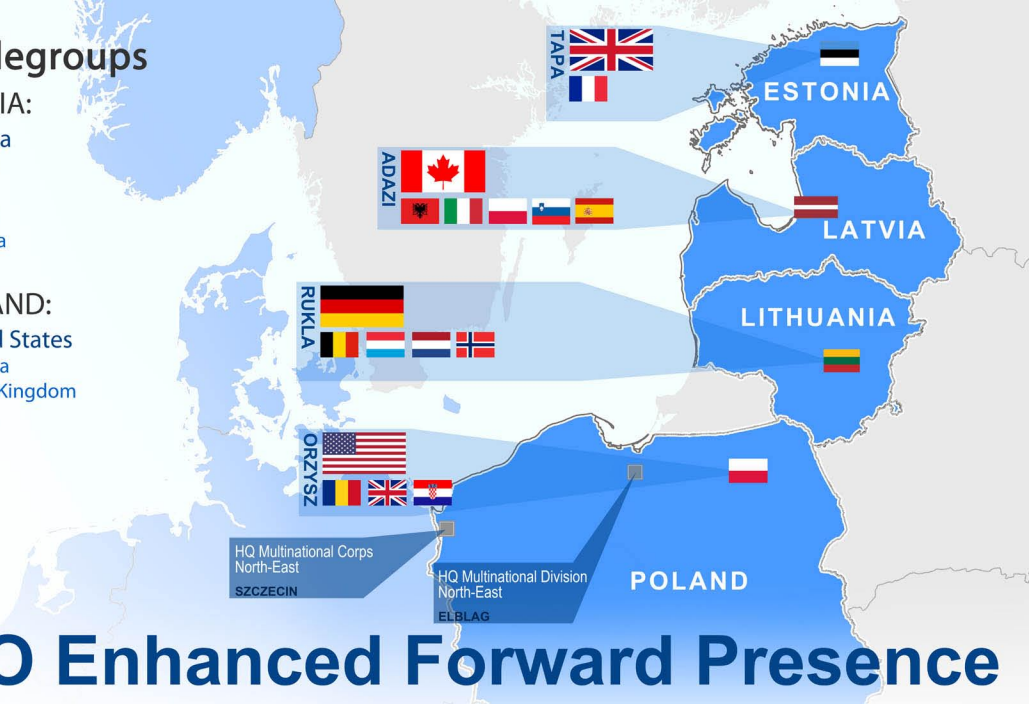 legroups
IA:
a
a
AND:
d States
a
Kingdom
TAPA
ESTONIA
ADAZI
LATVIA
RUKLA
LITHUANIA
ORZYSZ
HQ Multinational Corps
North-East
SZCZECIN
HQ Multinational Division
North-East
ELBLAG
POLAND
O Enhanced Forward Presence